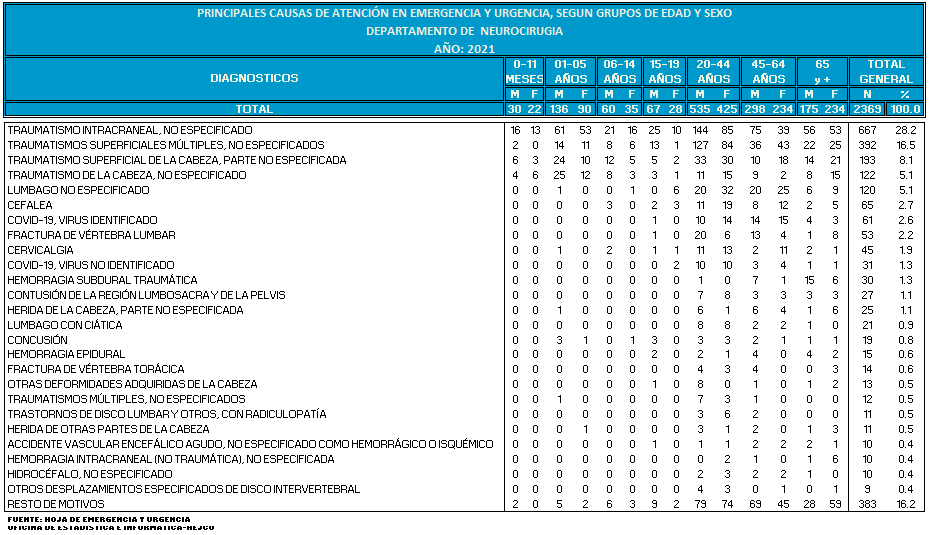 PRINCIPALES CAUSAS DE ATENCIÓN EN EMERGENCIA Y URGENCIA, SEGUN GRUPOS DE EDAD Y SEXO
DEPARTAMENTO DE NEUROCIRUGIA
AÑO: 2021
DIAGNOSTICOS 0-11 MESES 01-05 AÑOS 06-14 AÑOS 15-19 AÑOS 20-44 AÑOS 45-64 AÑOS 65 y + TOTAL GENERAL
M F M F M F M F M F M F M F N %
TOTAL 30 22 136 90 60 35 67 28 535 425 298 234 175 234 2369 100.0
TRAUMATISMO INTRACRANEAL, NO ESPECIFICADO 16 13 61 53 21 16 25 10 144 85 75 39 56 53 667 28.2
TRAUMATISMOS SUPERFICIALES MÚLTIPLES, NO ESPECIFICADOS 2 0 14 11 8 6 13 1 127 84 36 43 22 25 392 16.5
TRAUMATISMO SUPERFICIAL DE LA CABEZA, PARTE NO ESPECIFICADA 6 3 24 10 12 5 5 2 33 30 10 18 14 21 193 8.1
TRAUMATISMO DE LA CABEZA, NO ESPECIFICADO 4 6 25 12 8 3 3 1 11 15 9 2 8 15 122 5.1
LUMBAGO NO ESPECIFICADO 0 0 1 0 0 1 0 6 20 32 20 25 6 9 120 5.1
CEFALEA 0 0 0 0 3 0 2 3 11 19 8 12 2 5 65 2.7
COVID-19, VIRUS IDENTIFICADO 0 0 0 0 0 0 1 0 10 14 14 15 4 3 61 2.6
FRACTURA DE VÉRTEBRA LUMBAR 0 0 0 0 0 0 0 0 20 6 13 4 1 8 53 2.2
CERVICALGIA 0 0 1 0 2 0 1 1 11 13 2 11 2 1 45 1.9
COVID-19, VIRUS NO IDENTIFICADO 0 0 0 0 0 0 0 2 10 10 3 4 1 1 31 1.3
HEMORRAGIA SUBDURAL TRAUMÁTICA 0 0 0 0 0 0 0 0 1 0 7 1 15 6 30 1.3
CONTUSIÓN DE LA REGIÓN LUMBOSACRA Y DE LA PELVIS 0 0 0 0 0 0 0 0 7 8 3 3 3 3 27 1.1
HERIDA DE LA CABEZA, PARTE NO ESPECIFICADA 0 0 1 0 0 0 0 0 6 1 6 4 1 6 25 1.1
LUMBAGO CON CIÁTICA 0 0 0 0 0 0 0 0 8 8 2 2 1 0 21 0.9
CONCUSIÓN 0 0 3 1 0 1 3 0 3 3 2 1 1 1 19 0.8
HEMORRAGIA EPIDURAL 0 0 0 0 0 0 2 0 2 1 4 0 4 2 15 0.6
FRACTURA DE VÉRTEBRA TORÁCICA 0 0 0 0 0 0 0 0 4 3 4 0 0 3 14 0.6
OTRAS DEFORMIDADES ADQUIRIDAS DE LA CABEZA 0 0 0 0 0 0 1 0 8 0 1 0 1 2 13 0.5
TRAUMATISMOS MÚLTIPLES, NO ESPECIFICADOS 0 0 1 0 0 0 0 0 7 3 1 0 0 0 12 0.5
TRASTORNOS DE DISCO LUMBAR Y OTROS, CON RADICULOPATÍA 0 0 0 0 0 0 0 0 3 6 2 0 0 0 11 0.5
HERIDA DE OTRAS PARTES DE LA CABEZA 0 0 0 1 0 0 0 0 3 1 2 0 1 3 11 0.5
ACCIDENTE VASCULAR ENCEFÁLICO AGUDO, NO ESPECIFICADO COMO HEMORRÁGICO O ISQUÉMICO 0 0 0 0 0 0 1 0 1 1 2 2 2 1 10 0.4
HEMORRAGIA INTRACRANEAL (NO TRAUMÁTICA), NO ESPECIFICADA 0 0 0 0 0 0 0 0 0 2 1 0 1 6 10 0.4
HIDROCÉFALO, NO ESPECIFICADO 0 0 0 0 0 0 0 0 2 3 2 2 1 0 10 0.4
OTROS DESPLAZAMIENTOS ESPECIFICADOS DE DISCO INTERVERTEBRAL 0 0 0 0 0 0 0 0 4 3 0 1 0 1 9 0.4
RESTO DE MOTIVOS 2 0 5 2 6 3 9 2 79 74 69 45 28 59 383 16.2
FUENTE: HOJA DE EMERGENCIA Y URGENCIA
OFICINA DE ESTADISTICA E INFORMATICA-HEJCU